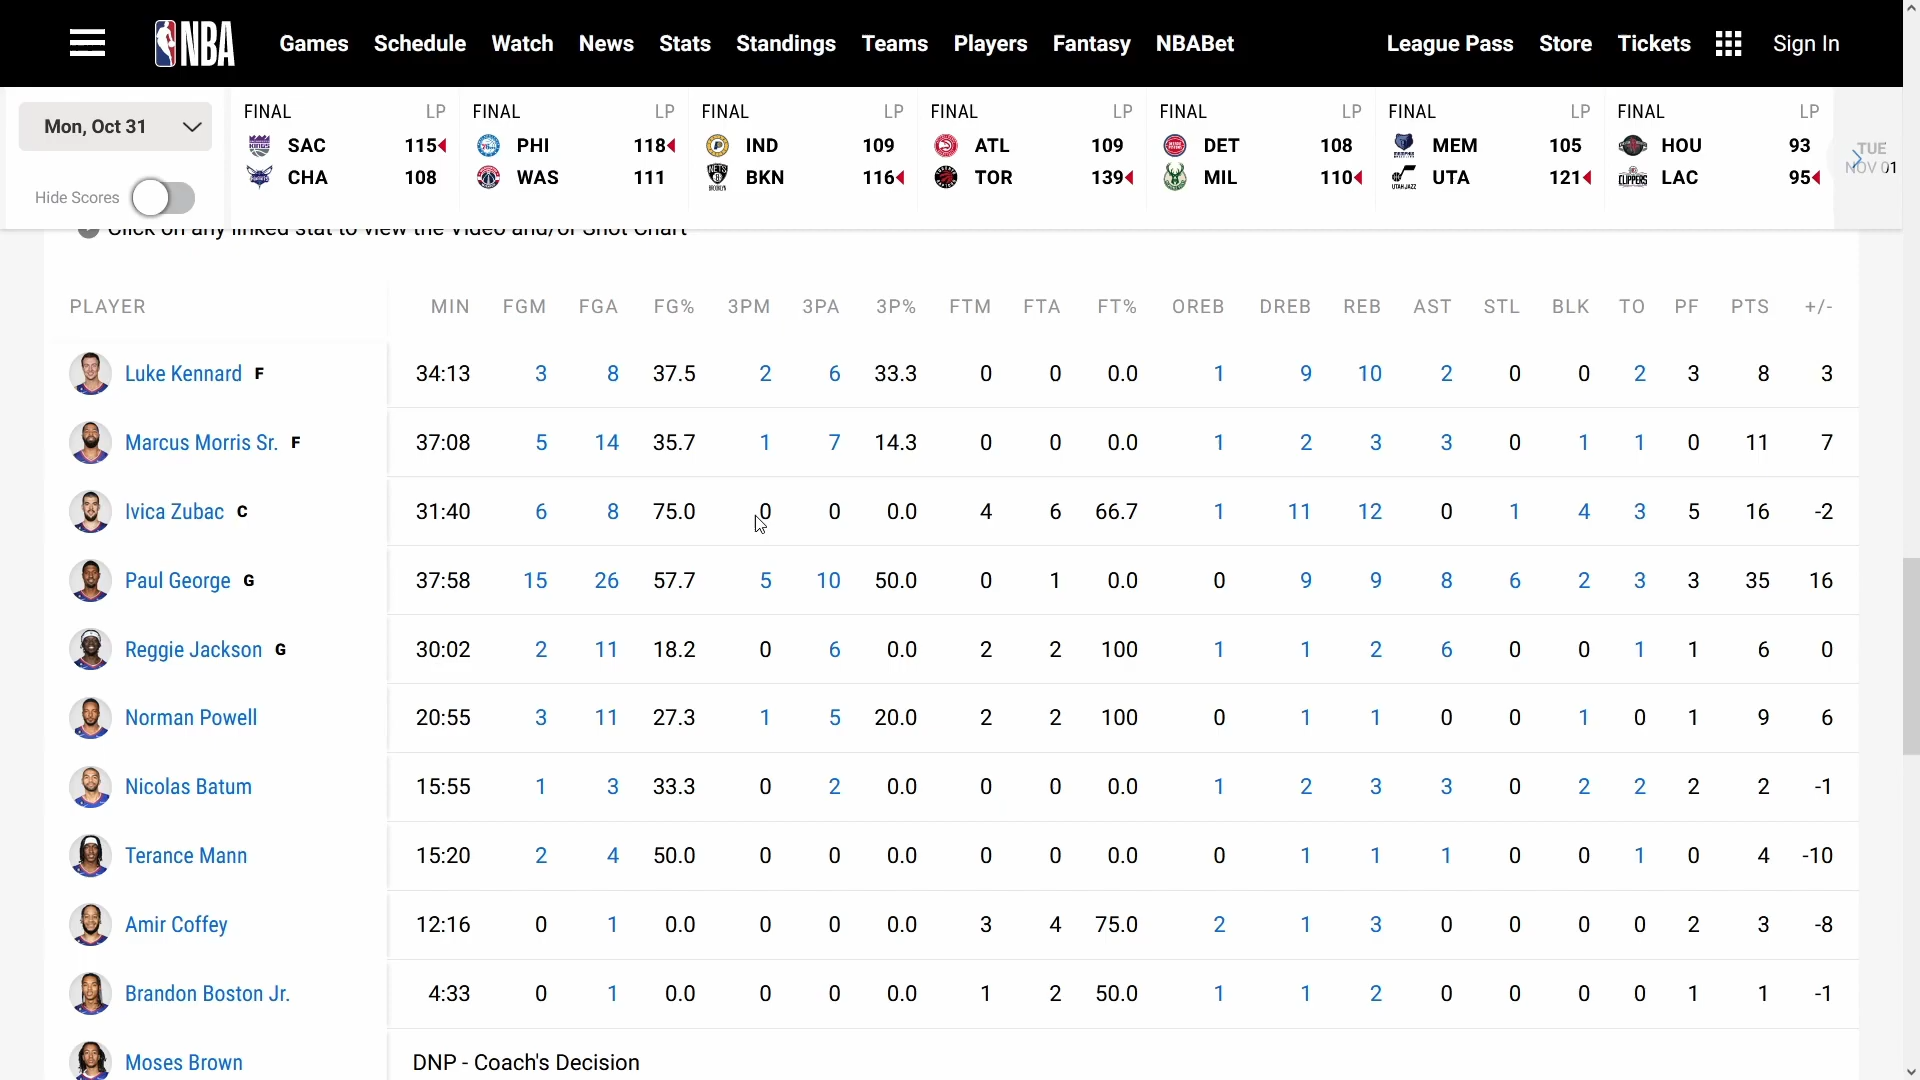 NBA Games Schedule Watch News Stats Standings Teams Players Fantasy NBABet League Pass Store Tickets Sign In
Mon, Oct 31
Hide Scores
FINAL LP
SAC 115
CHA 108
FINAL LP
PHI 118
WAS 111
FINAL LP
IND 109
BKN 116
FINAL LP
ATL 109
TOR 139
FINAL LP
DET 108
MIL 110
FINAL LP
MEM 105
UTA 121
FINAL LP
HOU 93
LAC 95
TUE
NOV 01
Click on any linked stat to view the Video and/or Shot Chart
PLAYER MIN FGM FGA FG% 3PM 3PA 3P% FTM FTA FT% OREB DREB REB AST STL BLK TO PF PTS +/-
Luke Kennard F 34:13 3 8 37.5 2 6 33.3 0 0 0.0 1 9 10 2 0 0 2 3 8 3
Marcus Morris Sr. F 37:08 5 14 35.7 1 7 14.3 0 0 0.0 1 2 3 3 0 1 1 0 11 7
Ivica Zubac C 31:40 6 8 75.0 0 0 0.0 4 6 66.7 1 11 12 0 1 4 3 5 16 -2
Paul George G 37:58 15 26 57.7 5 10 50.0 0 1 0.0 0 9 9 8 6 2 3 3 35 16
Reggie Jackson G 30:02 2 11 18.2 0 6 0.0 2 2 100 1 1 2 6 0 0 1 1 6 0
Norman Powell 20:55 3 11 27.3 1 5 20.0 2 2 100 0 1 1 0 0 1 0 1 9 6
Nicolas Batum 15:55 1 3 33.3 0 2 0.0 0 0 0.0 1 2 3 3 0 2 2 2 2 -1
Terance Mann 15:20 2 4 50.0 0 0 0.0 0 0 0.0 0 1 1 1 0 0 1 0 4 -10
Amir Coffey 12:16 0 1 0.0 0 0 0.0 3 4 75.0 2 1 3 0 0 0 0 2 3 -8
Brandon Boston Jr. 4:33 0 1 0.0 0 0 0.0 1 2 50.0 1 1 2 0 0 0 0 1 1 -1
Moses Brown DNP - Coach's Decision